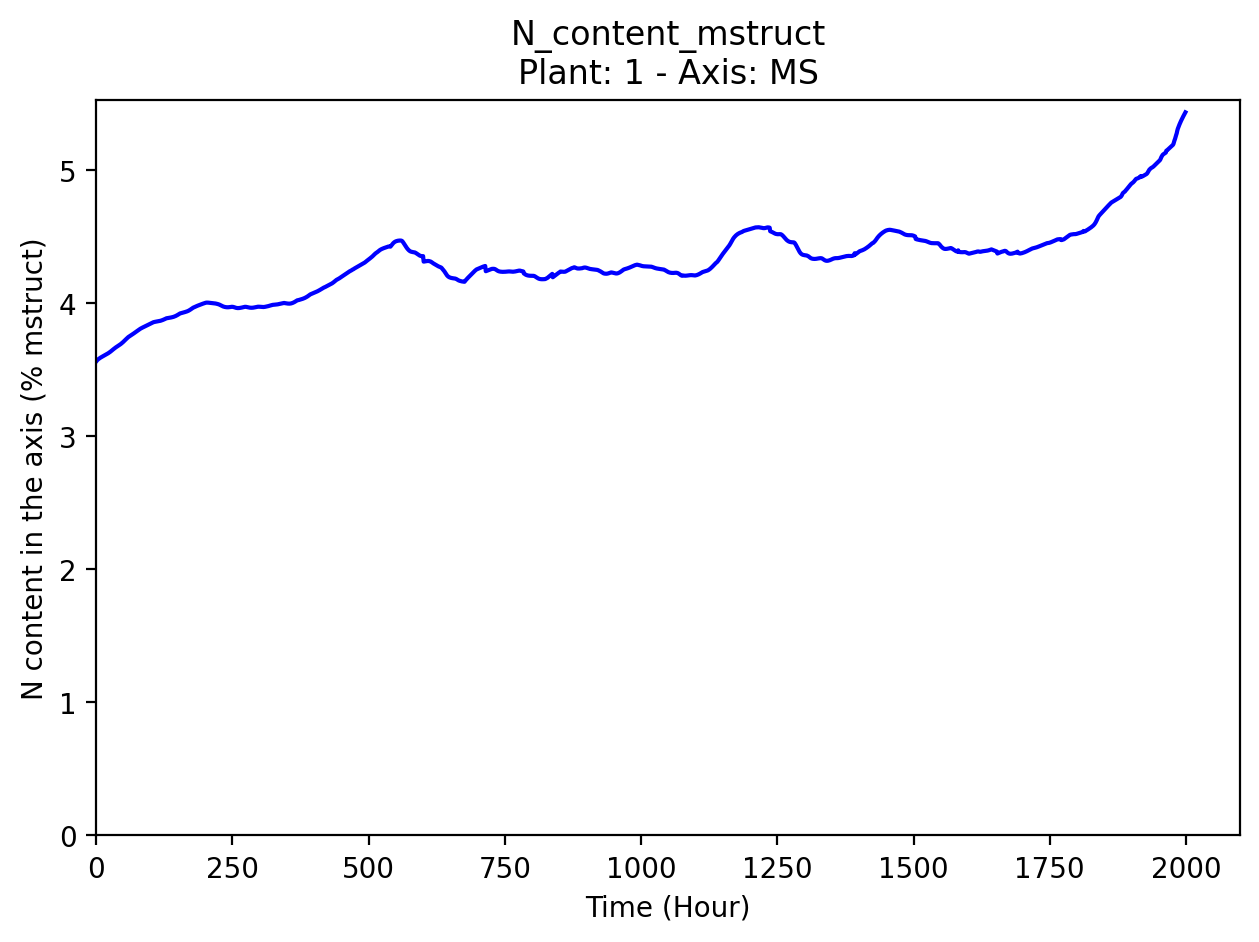 N_content_mstruct
Plant: 1 - Axis: MS
N content in the axis (% mstruct)
5
4
3
2
1
0
0 250 500 750 1000 1250 1500 1750 2000
Time (Hour)